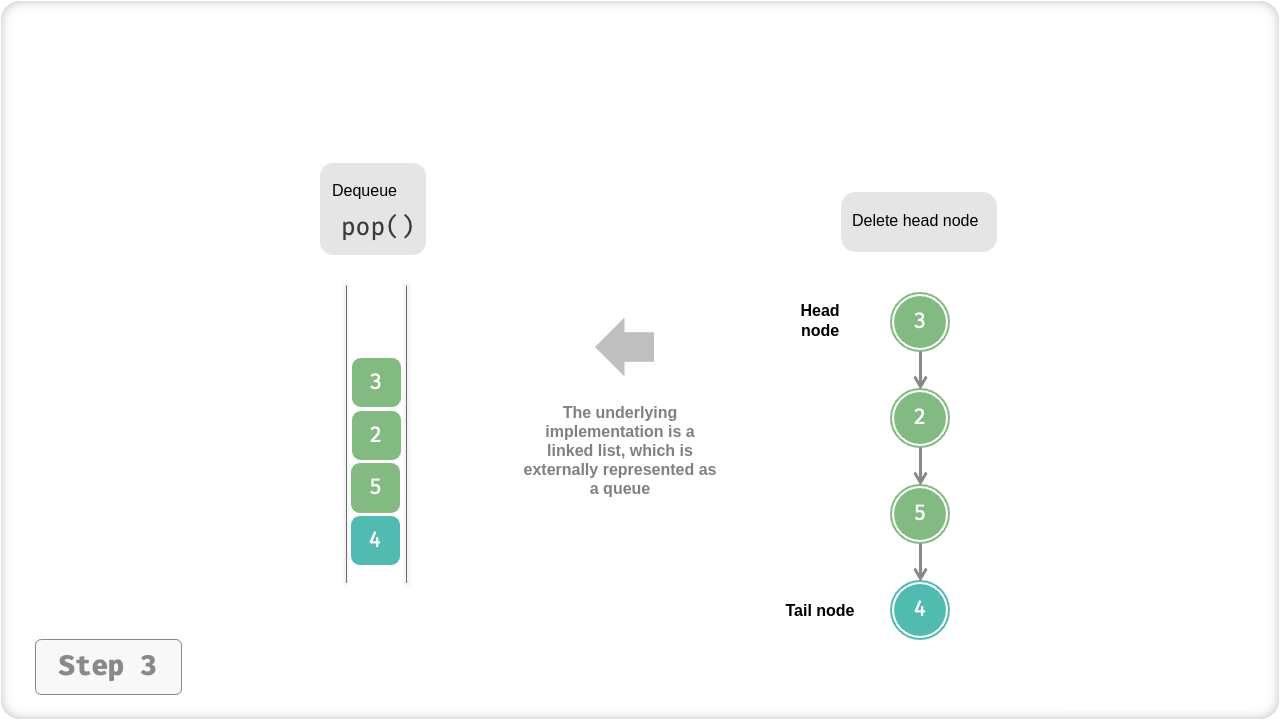 Dequeue
pop()
3
2
5
4
The underlying
implementation is a
linked list, which is
externally represented as
a queue
Delete head node
Head
node
3
2
5
Tail node
4
Step 3